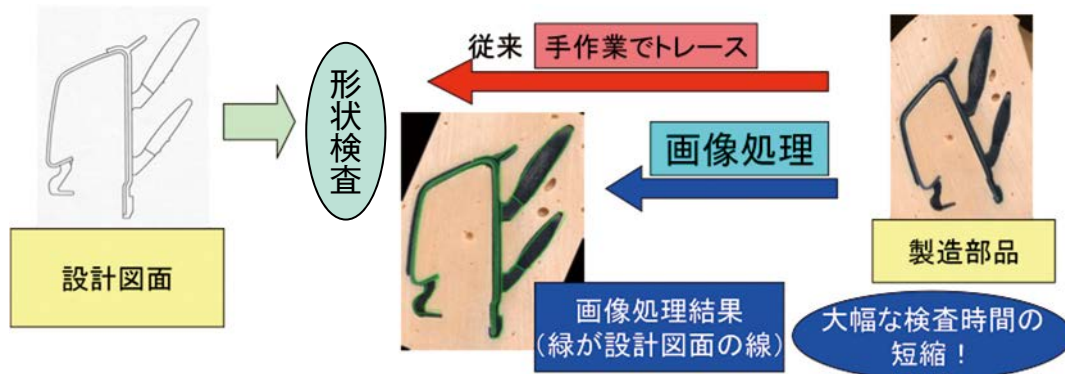 従来
手作業でトレース
形状検査
画像処理
設計図面
製造部品
画像処理結果
(緑が設計図面の線)
大幅な検査時間の
短縮！